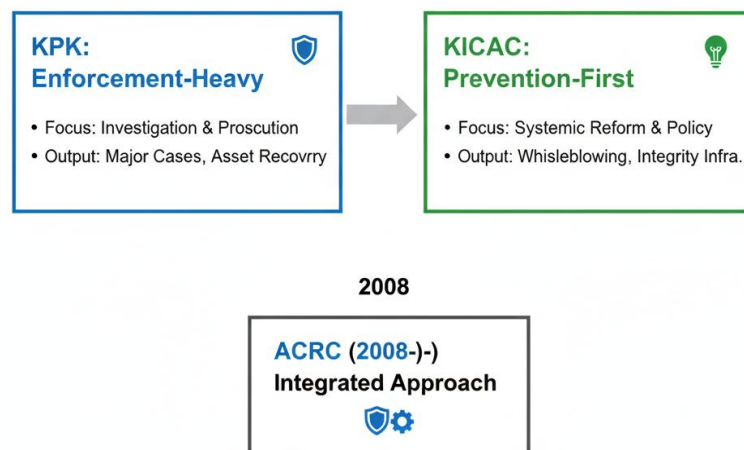 KPK:
Enforcement-Heavy
• Focus: Investigation & Proscution
• Output: Major Cases, Asset Recovrry
KICAC:
Prevention-First
• Focus: Systemic Reform & Policy
• Output: Whisleblowing, Integrity Infra.
2008
ACRC (2008-)-)
Integrated Approach